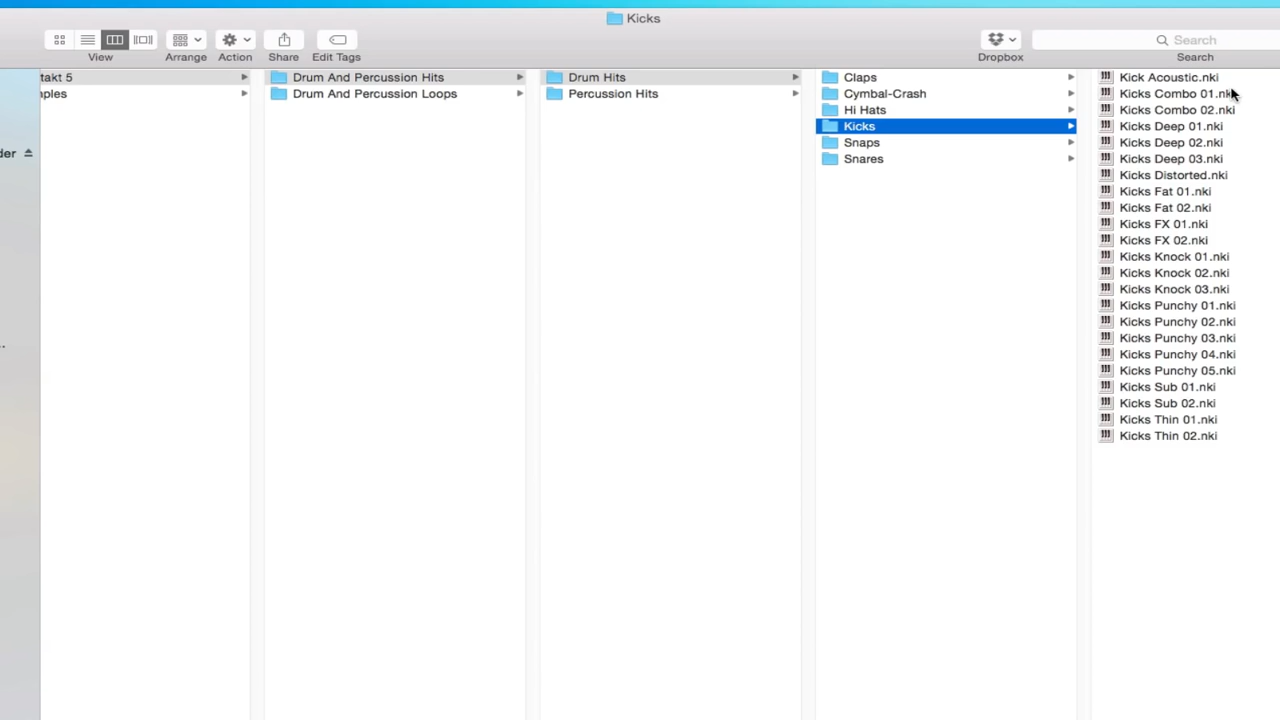 Kicks
View
Arrange
Action
Share
Edit Tags
Dropbox
Search
Search
takt 5
ples
der
Drum And Percussion Hits
Drum And Percussion Loops
Drum Hits
Percussion Hits
Claps
Cymbal-Crash
Hi Hats
Kicks
Snaps
Snares
Kick Acoustic.nki
Kicks Combo 01.nki
Kicks Combo 02.nki
Kicks Deep 01.nki
Kicks Deep 02.nki
Kicks Deep 03.nki
Kicks Distorted.nki
Kicks Fat 01.nki
Kicks Fat 02.nki
Kicks FX 01.nki
Kicks FX 02.nki
Kicks Knock 01.nki
Kicks Knock 02.nki
Kicks Knock 03.nki
Kicks Punchy 01.nki
Kicks Punchy 02.nki
Kicks Punchy 03.nki
Kicks Punchy 04.nki
Kicks Punchy 05.nki
Kicks Sub 01.nki
Kicks Sub 02.nki
Kicks Thin 01.nki
Kicks Thin 02.nki